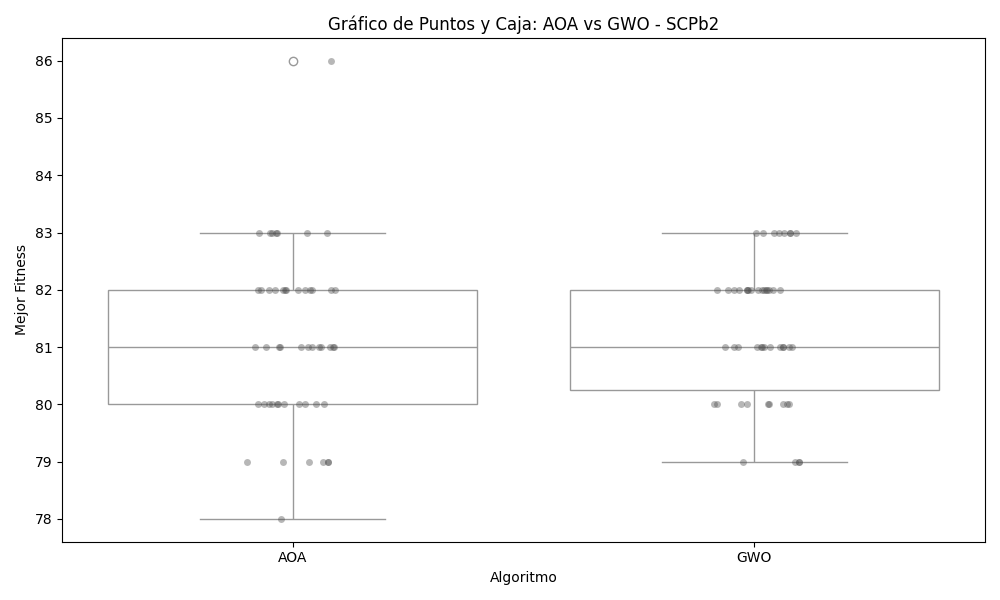 Gráfico de Puntos y Caja: AOA vs GWO - SCPb2
Mejor Fitness
86
85
84
83
82
81
80
79
78
AOA
GWO
Algoritmo